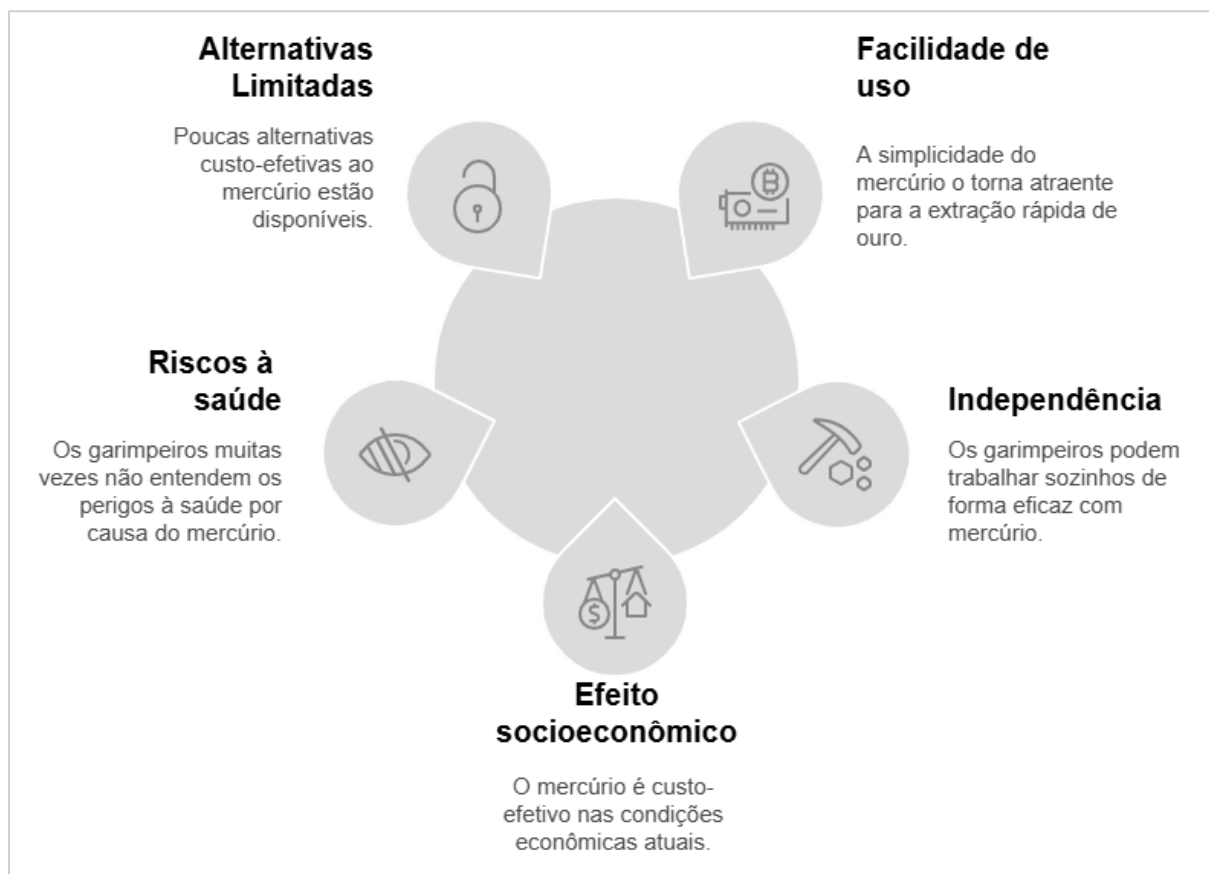 Alternativas
Limitadas
Poucas alternativas
custo-efetivas ao
mercúrio estão
disponíveis.
Facilidade de
uso
A simplicidade do
mercúrio o torna atraente
para a extração rápida de
ouro.
Riscos à
saúde
Os garimpeiros muitas
vezes não entendem os
perigos à saúde por
causa do mercúrio.
Independência
Os garimpeiros podem
trabalhar sozinhos de
forma eficaz com
mercúrio.
Efeito
socioeconômico
O mercúrio é custo-
efetivo nas condições
econômicas atuais.